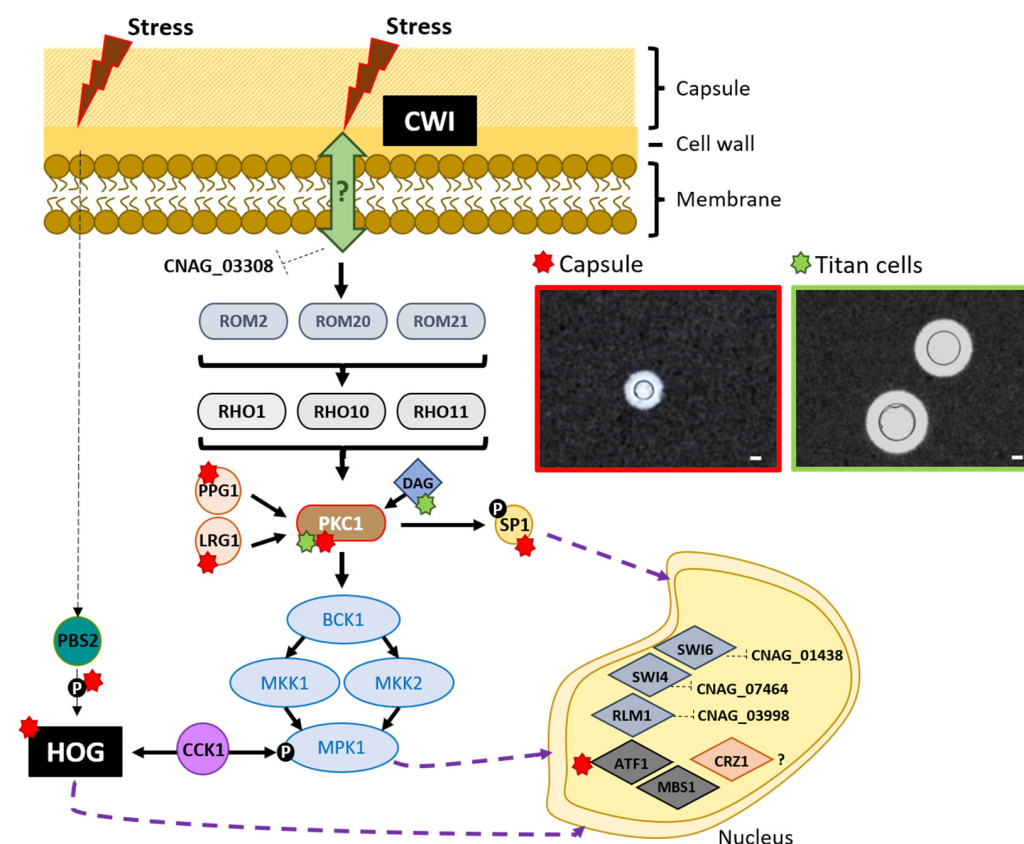 Stress
Stress
CWI
Capsule
Cell wall
Membrane
?
CNAG_03308
Capsule
Titan cells
ROM2
ROM20
ROM21
RHO1
RHO10
RHO11
PPG1
DAG
LRG1
PKC1
P
SP1
BCK1
PBS2
MKK1
MKK2
P
HOG
CCK1
P
MPK1
SWI6
CNAG_01438
SWI4
CNAG_07464
RLM1
CNAG_03998
ATF1
CRZ1
?
MBS1
Nucleus